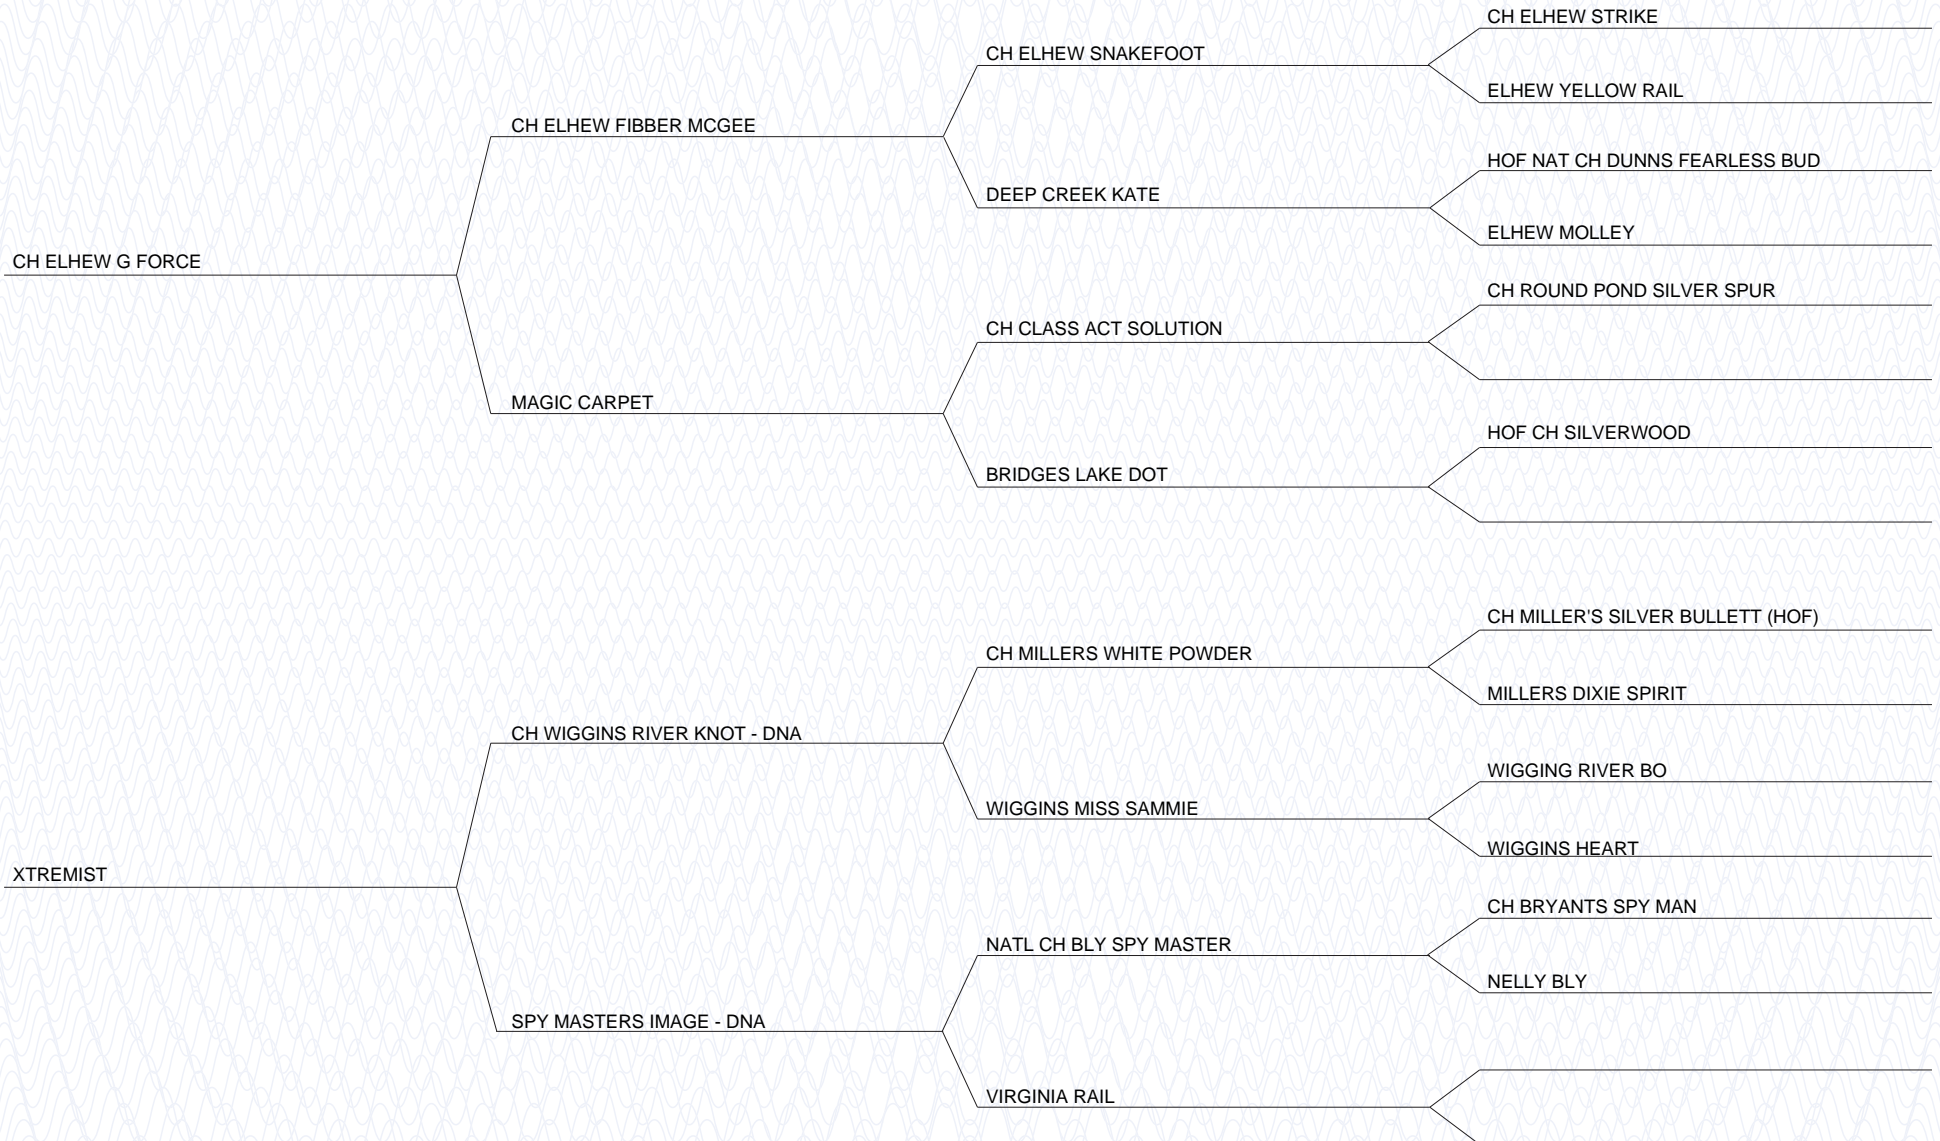 CH ELHEW STRIKE
CH ELHEW SNAKEFOOT
ELHEW YELLOW RAIL
CH ELHEW FIBBER MCGEE
HOF NAT CH DUNNS FEARLESS BUD
DEEP CREEK KATE
ELHEW MOLLEY
CH ELHEW G FORCE
CH ROUND POND SILVER SPUR
CH CLASS ACT SOLUTION
MAGIC CARPET
HOF CH SILVERWOOD
BRIDGES LAKE DOT
CH MILLER'S SILVER BULLETT (HOF)
CH MILLERS WHITE POWDER
MILLERS DIXIE SPIRIT
CH WIGGINS RIVER KNOT - DNA
WIGGING RIVER BO
WIGGINS MISS SAMMIE
WIGGINS HEART
XTREMIST
CH BRYANTS SPY MAN
NATL CH BLY SPY MASTER
NELLY BLY
SPY MASTERS IMAGE - DNA
VIRGINIA RAIL